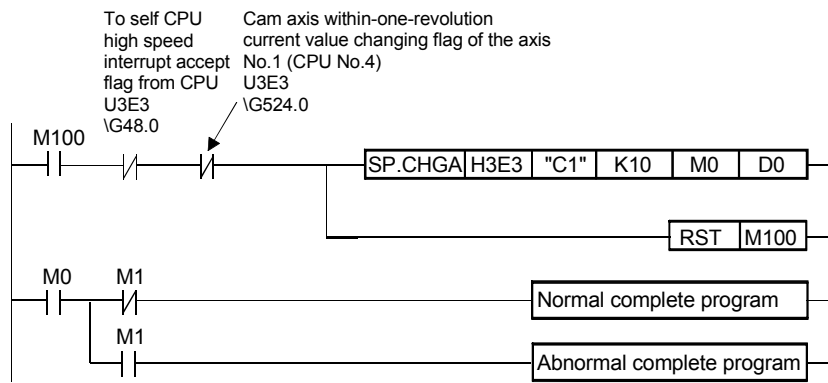 To self CPU
high speed
interrupt accept
flag from CPU
U3E3
\G48.0
Cam axis within-one-revolution
current value changing flag of the axis
No.1 (CPU No.4)
U3E3
\G524.0
M100
SP.CHGA H3E3 "C1" K10 M0 D0
RST M100
M0 M1
Normal complete program
M1
Abnormal complete program